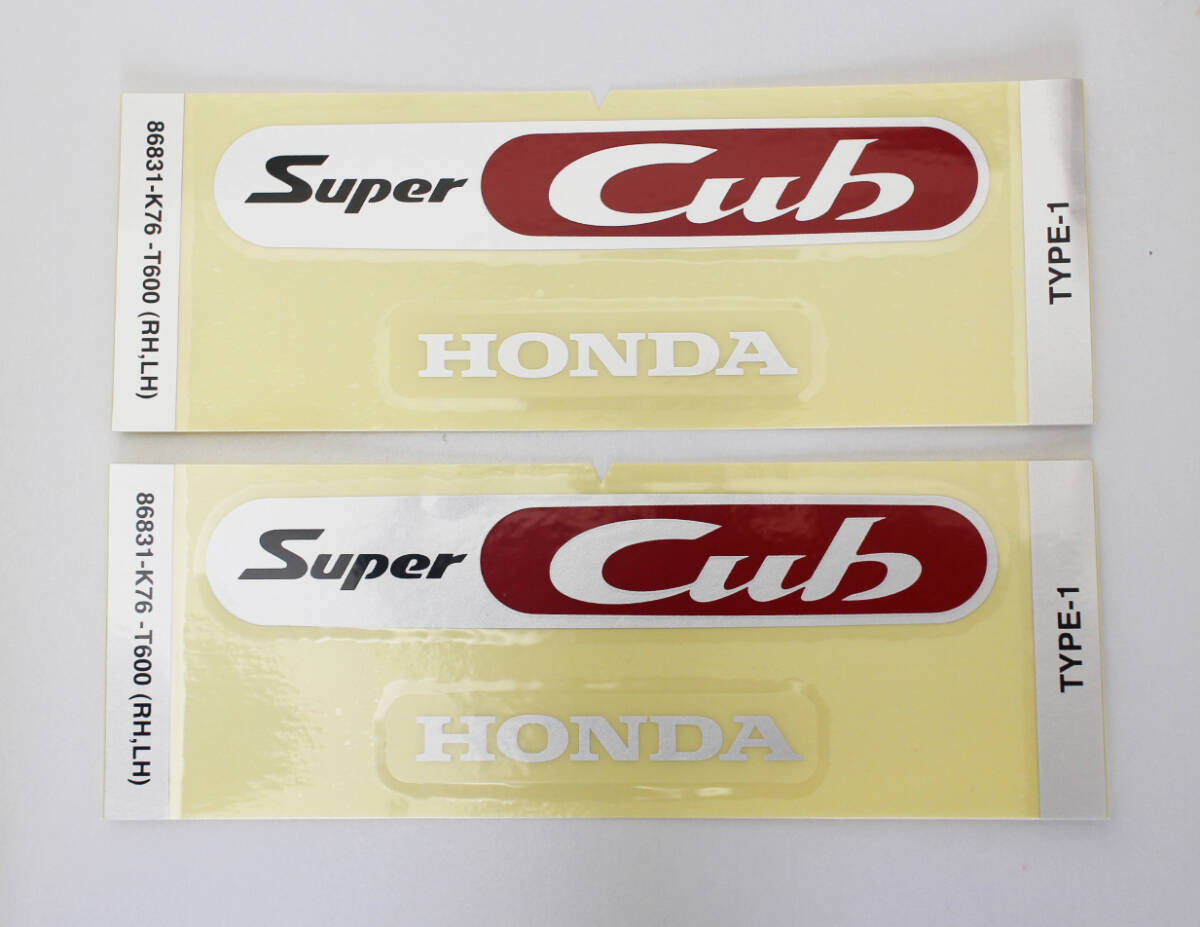 86831-K76 -T600 (RH,LH)
Super Cub
HONDA
TYPE-1
86831-K76 -T600 (RH,LH)
Super Cub
HONDA
TYPE-1